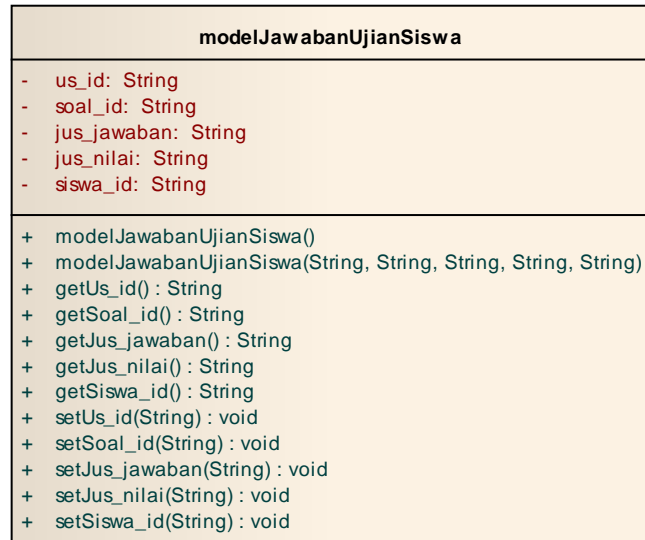 modelJawabanUjianSiswa
- us_id: String
- soal_id: String
- jus_jawaban: String
- jus_nilai: String
- siswa_id: String
+ modelJawabanUjianSiswa()
+ modelJawabanUjianSiswa(String, String, String, String, String)
+ getUs_id() : String
+ getSoal_id() : String
+ getJus_jawaban() : String
+ getJus_nilai() : String
+ getSiswa_id() : String
+ setUs_id(String) : void
+ setSoal_id(String) : void
+ setJus_jawaban(String) : void
+ setJus_nilai(String) : void
+ setSiswa_id(String) : void